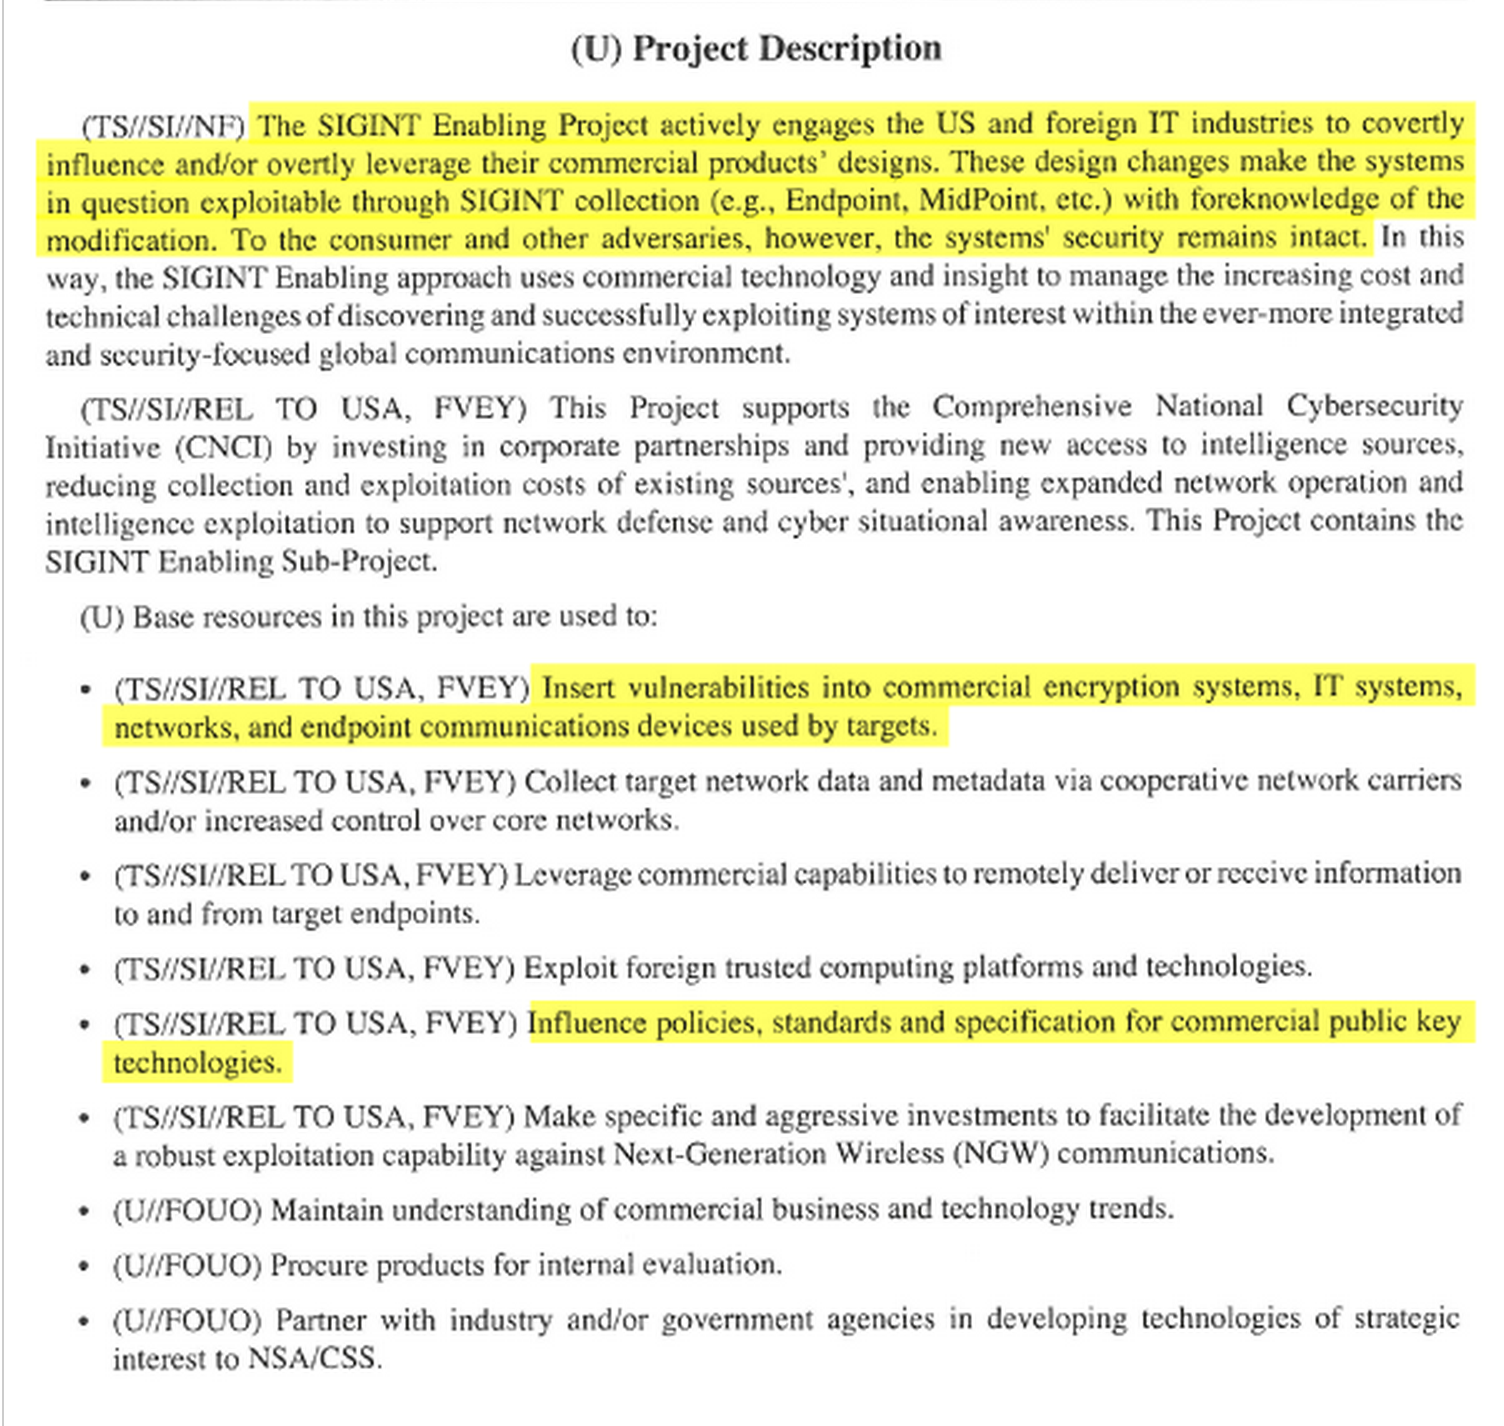 (U) Project Description
(TS//SI//NF) The SIGINT Enabling Project actively engages the US and foreign IT industries to covertly
influence and/or overtly leverage their commercial products' designs. These design changes make the systems
in question exploitable through SIGINT collection (e.g., Endpoint, MidPoint, etc.) with foreknowledge of the
modification. To the consumer and other adversaries, however, the systems' security remains intact. In this
way, the SIGINT Enabling approach uses commercial technology and insight to manage the increasing cost and
technical challenges of discovering and successfully exploiting systems of interest within the ever-more integrated
and security-focused global communications environment.
(TS//SI//REL TO USA, FVEY) This Project supports the Comprehensive National Cybersecurity
Initiative (CNCI) by investing in corporate partnerships and providing new access to intelligence sources,
reducing collection and exploitation costs of existing sources', and enabling expanded network operation and
intelligence exploitation to support network defense and cyber situational awareness. This Project contains the
SIGINT Enabling Sub-Project.
(U) Base resources in this project are used to:
• (TS//SI//REL TO USA, FVEY) Insert vulnerabilities into commercial encryption systems, IT systems,
networks, and endpoint communications devices used by targets.
• (TS//SI//REL TO USA, FVEY) Collect target network data and metadata via cooperative network carriers
and/or increased control over core networks.
• (TS//SI//REL TO USA, FVEY) Leverage commercial capabilities to remotely deliver or receive information
to and from target endpoints.
• (TS//SI//REL TO USA, FVEY) Exploit foreign trusted computing platforms and technologies.
• (TS//SI//REL TO USA, FVEY) Influence policies, standards and specification for commercial public key
technologies.
• (TS//SI//REL TO USA, FVEY) Make specific and aggressive investments to facilitate the development of
a robust exploitation capability against Next-Generation Wireless (NGW) communications.
• (U//FOUO) Maintain understanding of commercial business and technology trends.
• (U//FOUO) Procure products for internal evaluation.
• (U//FOUO) Partner with industry and/or government agencies in developing technologies of strategic
interest to NSA/CSS.